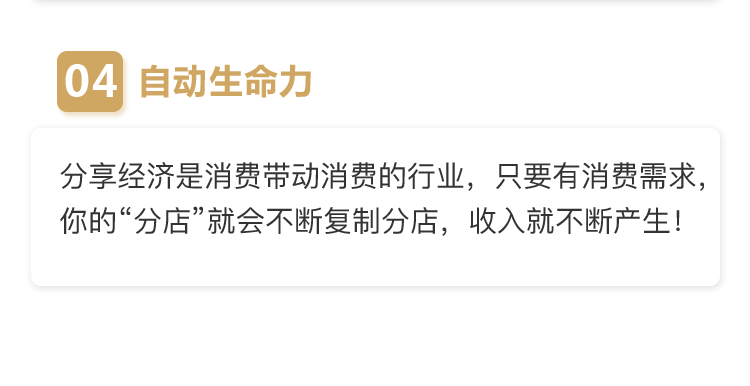 04 自动生命力
分享经济是消费带动消费的行业，只要有消费需求，
你的“分店”就会不断复制分店，收入就不断产生！